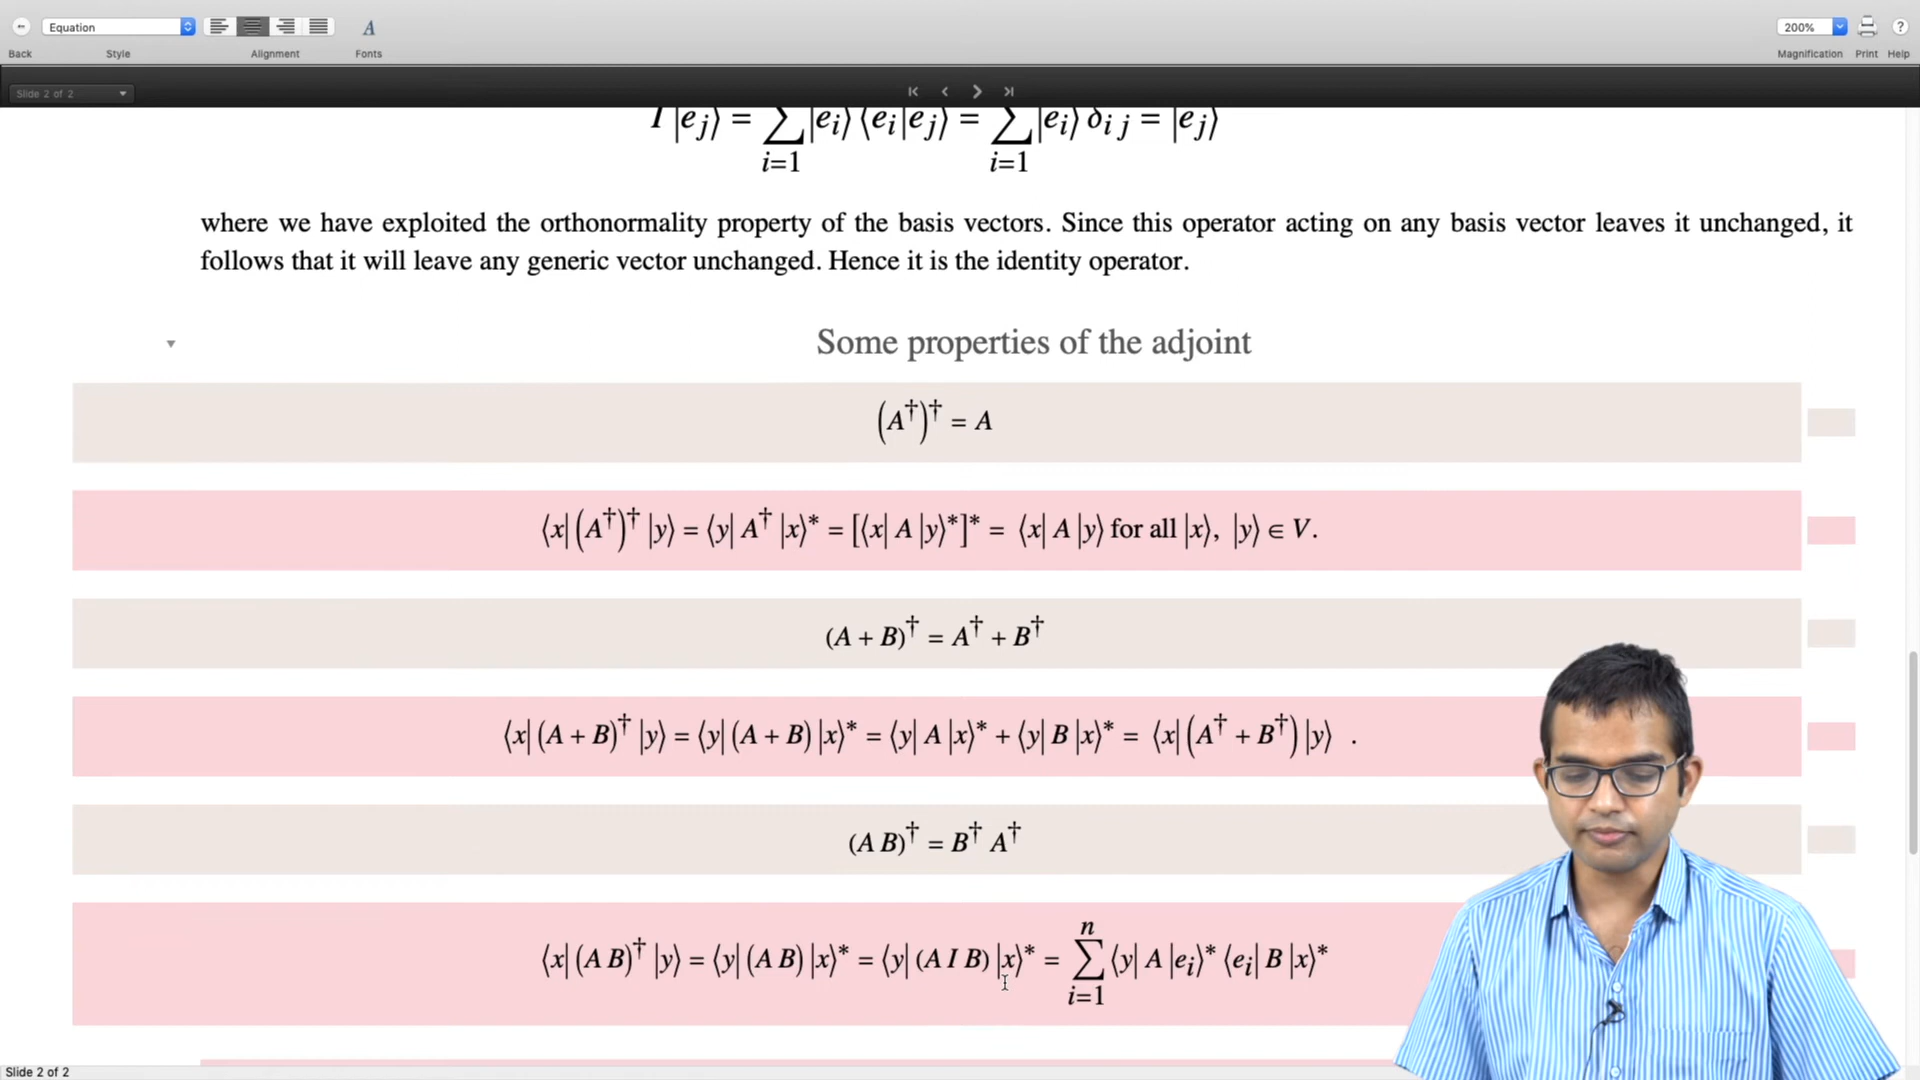 Equation
200%
Back
Style
Alignment
Fonts
Magnification
Print
Help
Slide 2 of 2
I |e_j⟩ = ∑_{i=1} |e_i⟩ ⟨e_i|e_j⟩ = ∑_{i=1} |e_i⟩ δ_{i j} = |e_j⟩
where we have exploited the orthonormality property of the basis vectors. Since this operator acting on any basis vector leaves it unchanged, it
follows that it will leave any generic vector unchanged. Hence it is the identity operator.
Some properties of the adjoint
(A†)† = A
⟨x| (A†)† |y⟩ = ⟨y| A† |x⟩* = [⟨x| A |y⟩*]* = ⟨x| A |y⟩ for all |x⟩, |y⟩ ∈ V.
(A + B)† = A† + B†
⟨x| (A + B)† |y⟩ = ⟨y| (A + B) |x⟩* = ⟨y| A |x⟩* + ⟨y| B |x⟩* = ⟨x| (A† + B†) |y⟩ .
(A B)† = B† A†
⟨x| (A B)† |y⟩ = ⟨y| (A B) |x⟩* = ⟨y| (A I B) |x⟩* = ∑_{i=1}^{n} ⟨y| A |e_i⟩* ⟨e_i| B |x⟩*
Slide 2 of 2